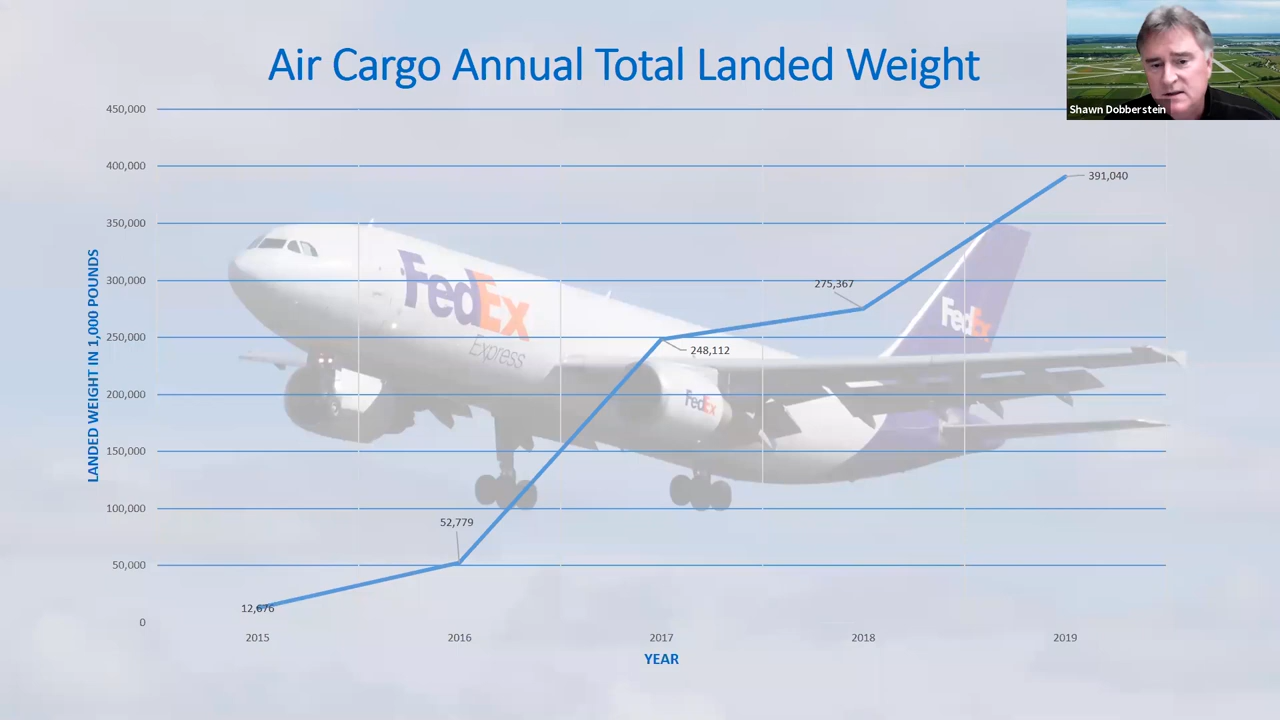 Air Cargo Annual Total Landed Weight
Shawn Dobberstein
450,000
400,000
391,040
350,000
300,000
275,367
250,000
248,112
200,000
150,000
100,000
52,779
50,000
12,676
0
LANDED WEIGHT IN 1,000 POUNDS
FedEx
Express
FedEx
FedEx
2015
2016
2017
2018
2019
YEAR